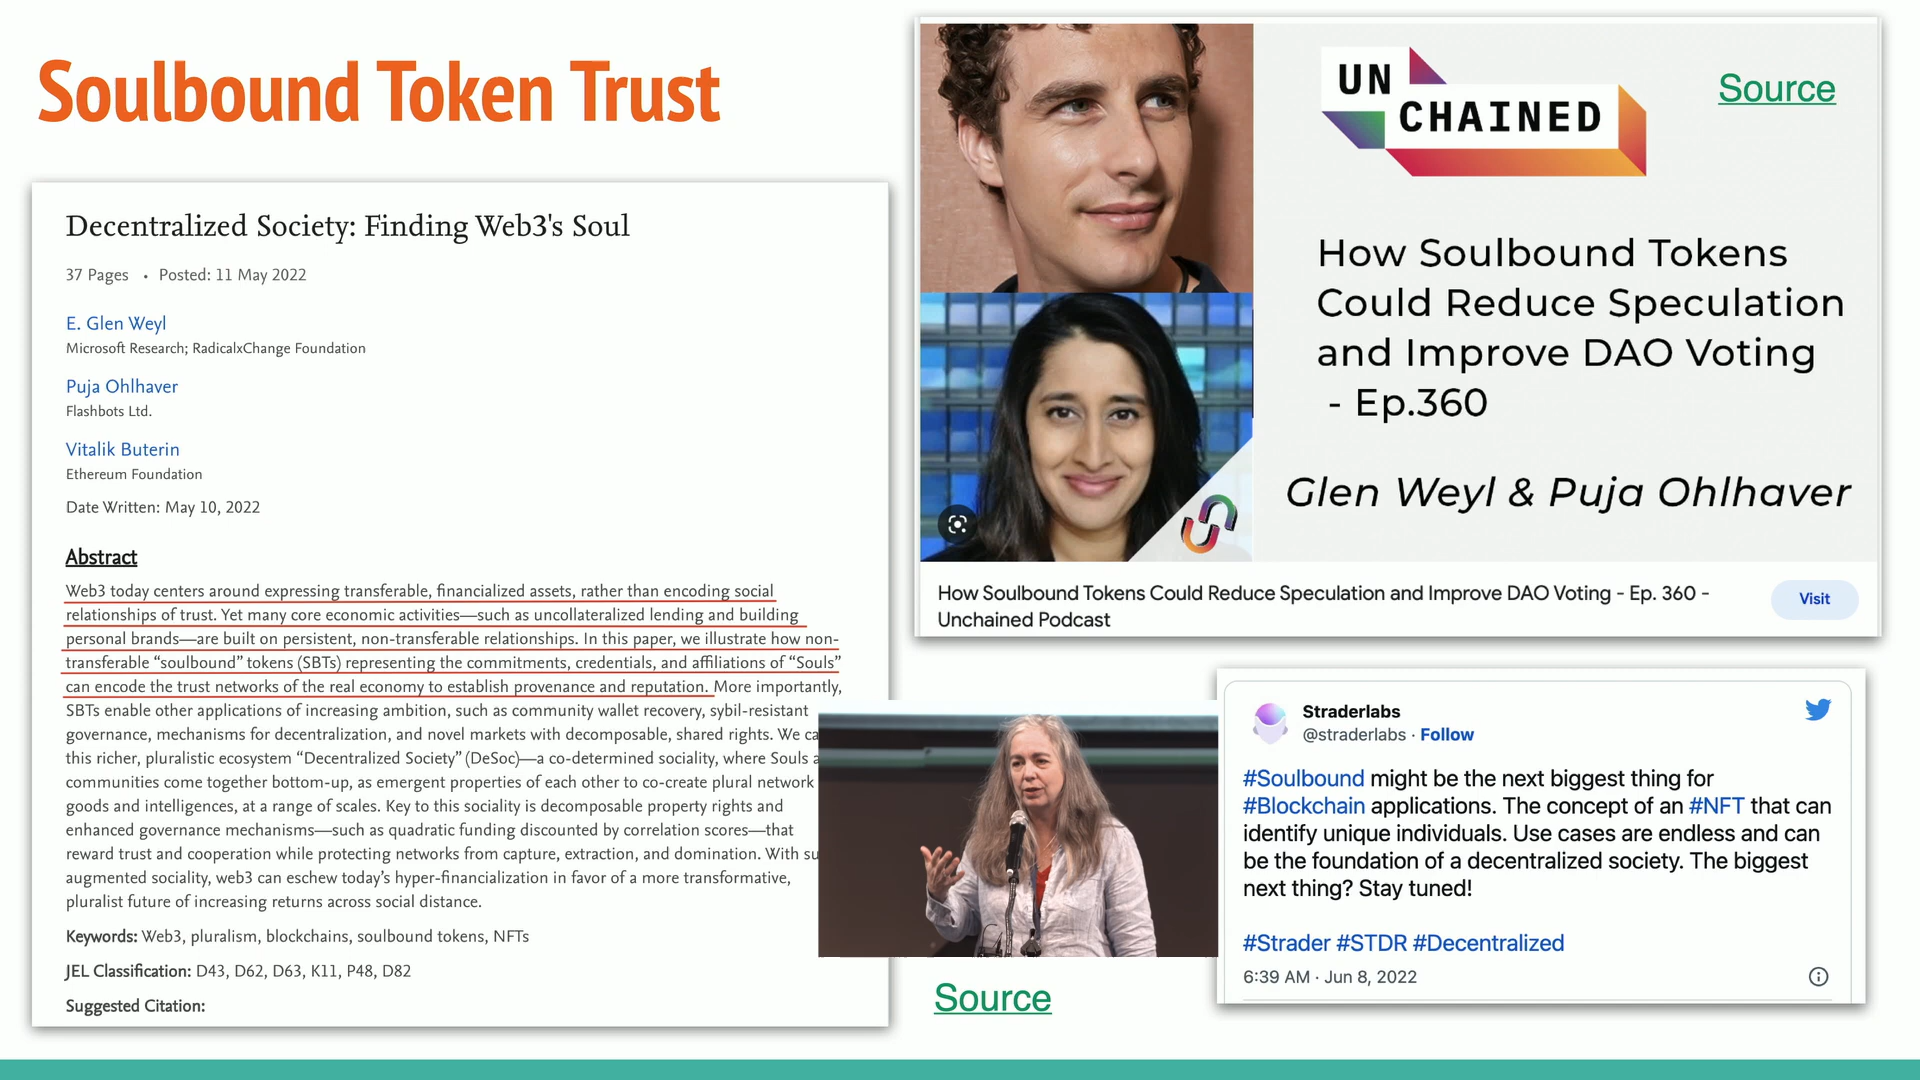 Soulbound Token Trust
Decentralized Society: Finding Web3's Soul
37 Pages • Posted: 11 May 2022
E. Glen Weyl
Microsoft Research; RadicalxChange Foundation
Puja Ohlhaver
Flashbots Ltd.
Vitalik Buterin
Ethereum Foundation
Date Written: May 10, 2022
Abstract
Web3 today centers around expressing transferable, financialized assets, rather than encoding social
relationships of trust. Yet many core economic activities—such as uncollateralized lending and building
personal brands—are built on persistent, non-transferable relationships. In this paper, we illustrate how non-
transferable “soulbound” tokens (SBTs) representing the commitments, credentials, and affiliations of “Souls”
can encode the trust networks of the real economy to establish provenance and reputation. More importantly,
SBTs enable other applications of increasing ambition, such as community wallet recovery, sybil-resistant
governance, mechanisms for decentralization, and novel markets with decomposable, shared rights. We ca
this richer, pluralistic ecosystem “Decentralized Society” (DeSoc)—a co-determined sociality, where Souls a
communities come together bottom-up, as emergent properties of each other to co-create plural network
goods and intelligences, at a range of scales. Key to this sociality is decomposable property rights and
enhanced governance mechanisms—such as quadratic funding discounted by correlation scores—that
reward trust and cooperation while protecting networks from capture, extraction, and domination. With su
augmented sociality, web3 can eschew today’s hyper-financialization in favor of a more transformative,
pluralist future of increasing returns across social distance.
Keywords: Web3, pluralism, blockchains, soulbound tokens, NFTs
JEL Classification: D43, D62, D63, K11, P48, D82
Suggested Citation:
UN
CHAINED
Source
How Soulbound Tokens
Could Reduce Speculation
and Improve DAO Voting
- Ep.360
Glen Weyl & Puja Ohlhaver
How Soulbound Tokens Could Reduce Speculation and Improve DAO Voting - Ep. 360 -
Unchained Podcast
Visit
Straderlabs
@straderlabs · Follow
#Soulbound might be the next biggest thing for
#Blockchain applications. The concept of an #NFT that can
identify unique individuals. Use cases are endless and can
be the foundation of a decentralized society. The biggest
next thing? Stay tuned!
#Strader #STDR #Decentralized
6:39 AM · Jun 8, 2022
Source